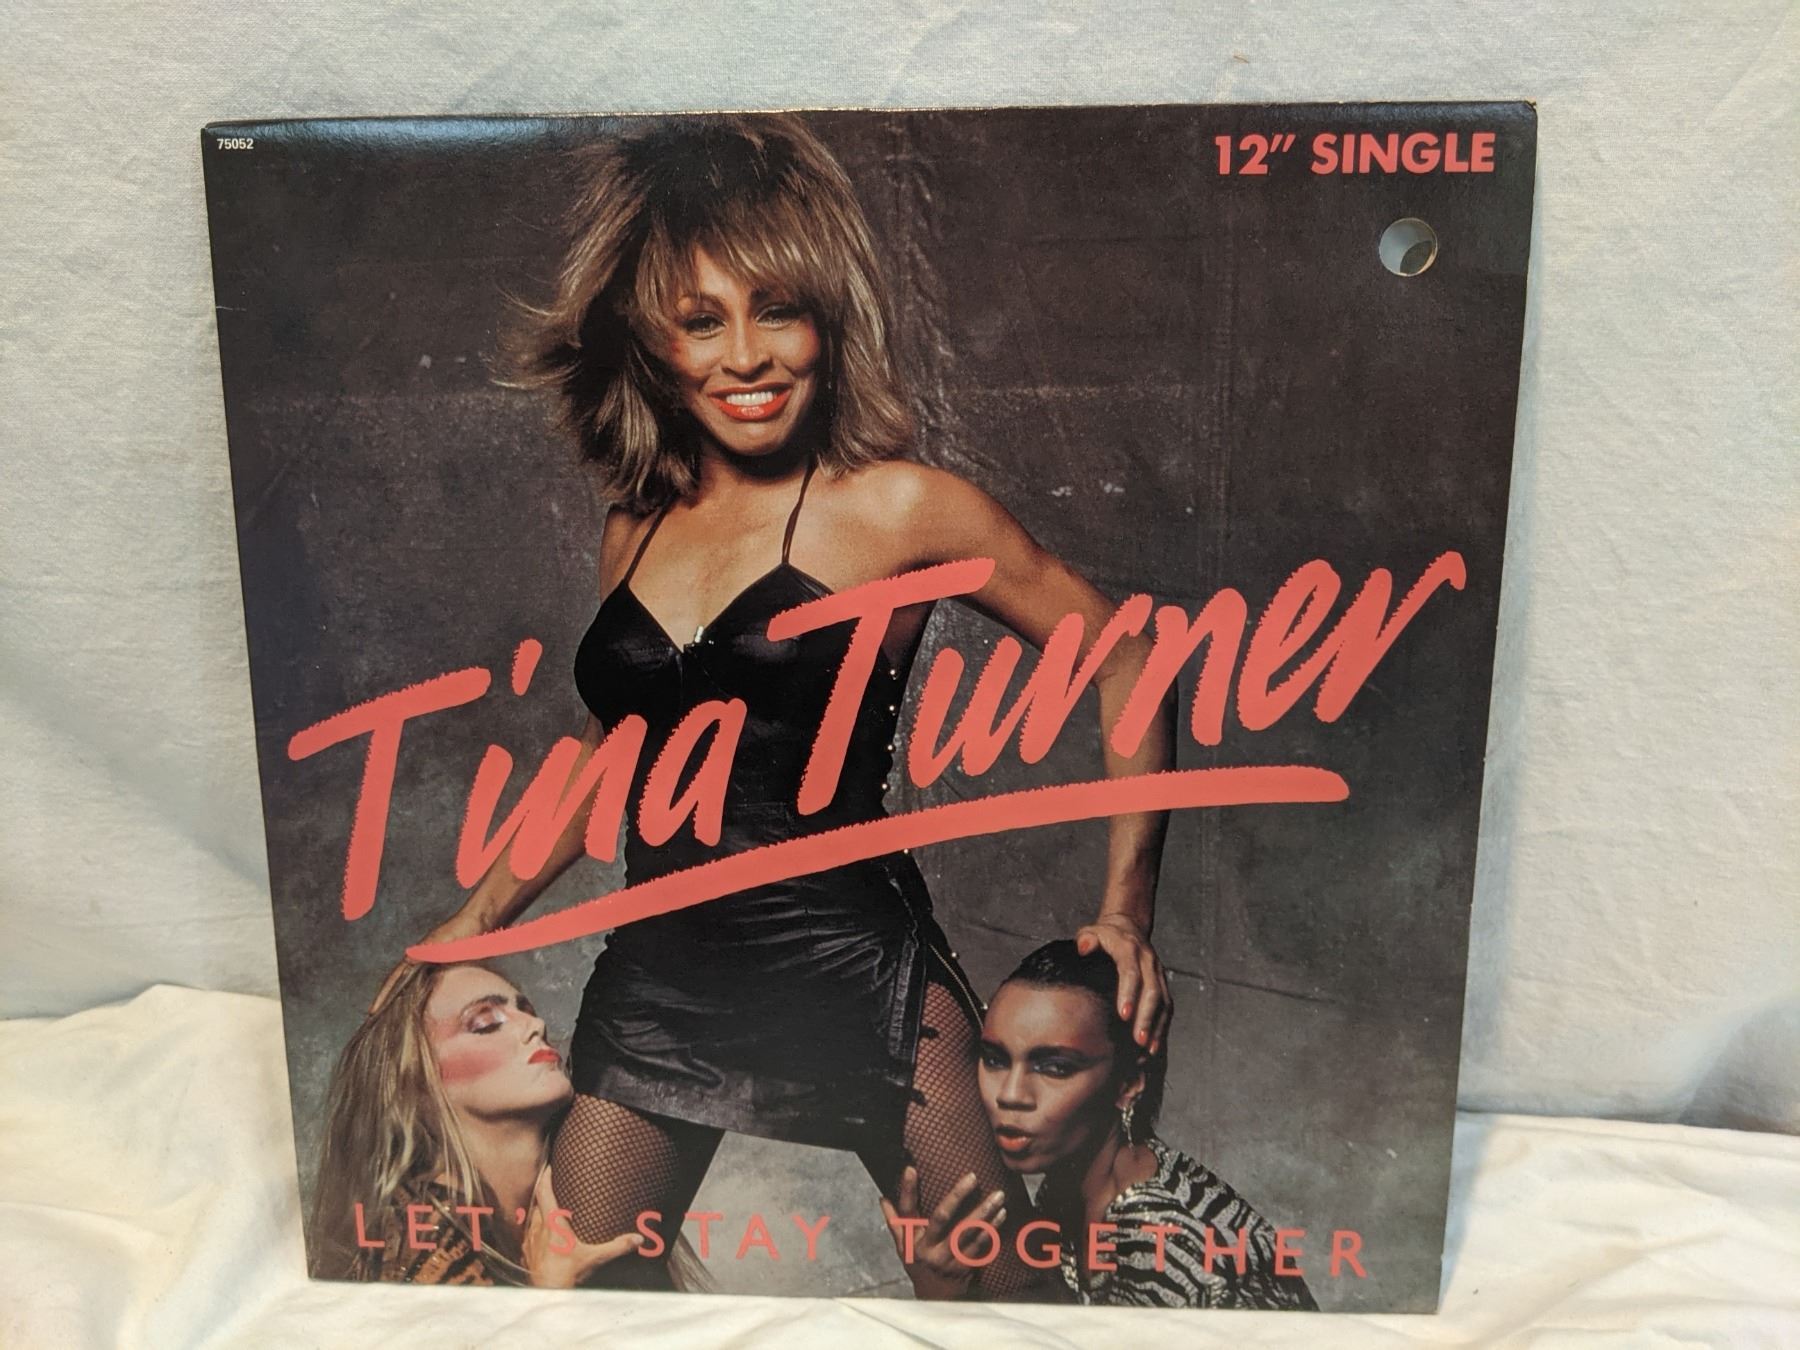 75052
12" SINGLE
Tina Turner
LET'S STAY TOGETHER